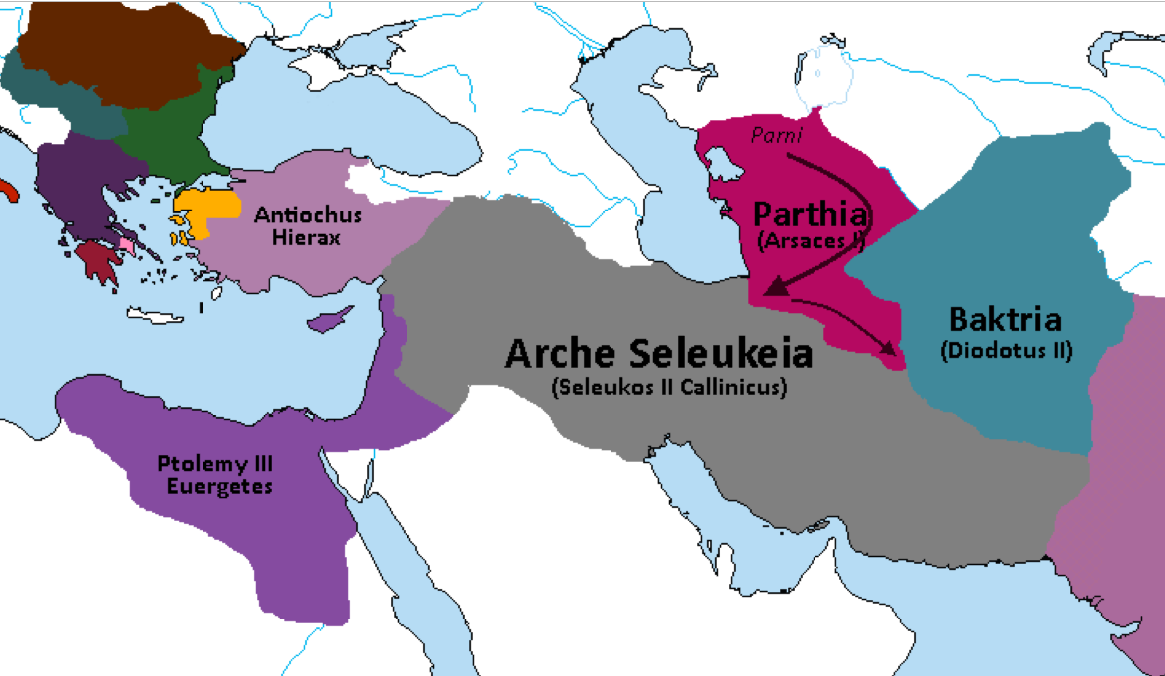 Parni
Parthia
(Arsaces I)
Antiochus
Hierax
Baktria
(Diodotus II)
Arche Seleukeia
(Seleukos II Callinicus)
Ptolemy III
Euergetes